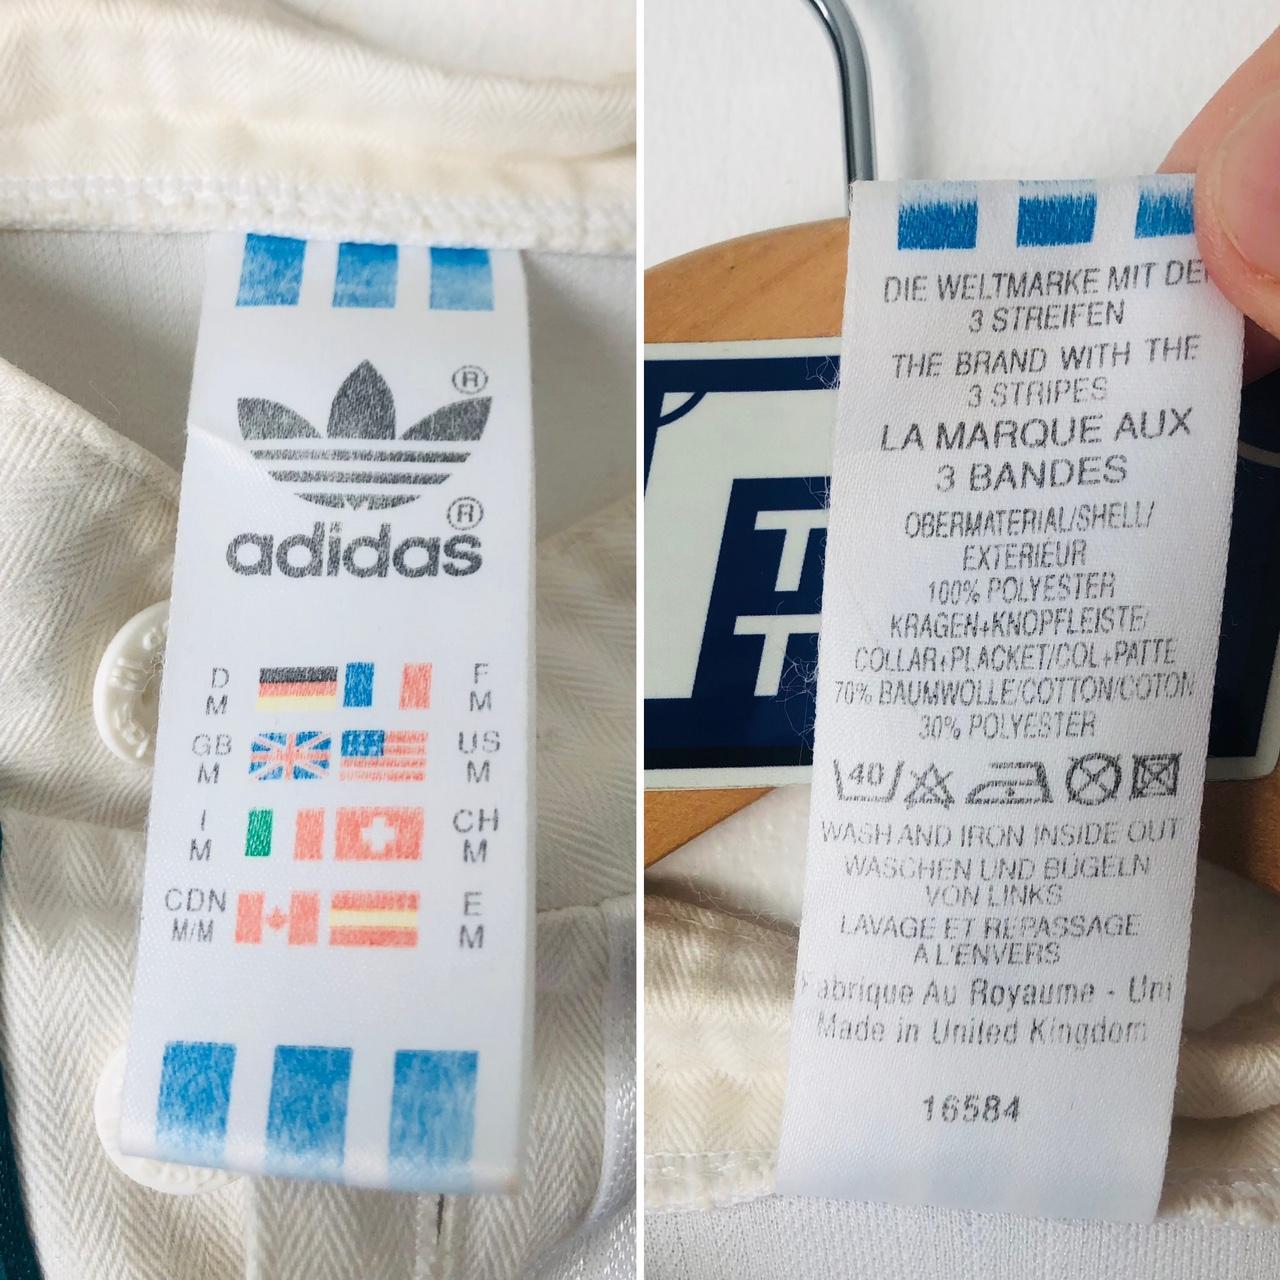 ®
®
adidas
D F
M M
GB US
M M
I CH
M M
CDN E
M/M M
DIE WELTMARKE MIT
3 STREIFEN
THE BRAND WITH THE
3 STRIPES
LA MARQUE AUX
3 BANDES
OBERMATERIAL/SHELL/
EXTERIEUR
100% POLYESTER
KRAGEN+KNOPFLEISTE/
COLLAR+PLACKET/COL+PATTE
70% BAUMWOLLE/COTTON/COTON
30% POLYESTER
40
WASH AND IRON INSIDE OUT
WASCHEN UND BÜGELN
VON LINKS
LAVAGE ET REPASSAGE
A L'ENVERS
Fabrique Au Royaume - Uni
Made in United Kingdom
16584
T
T